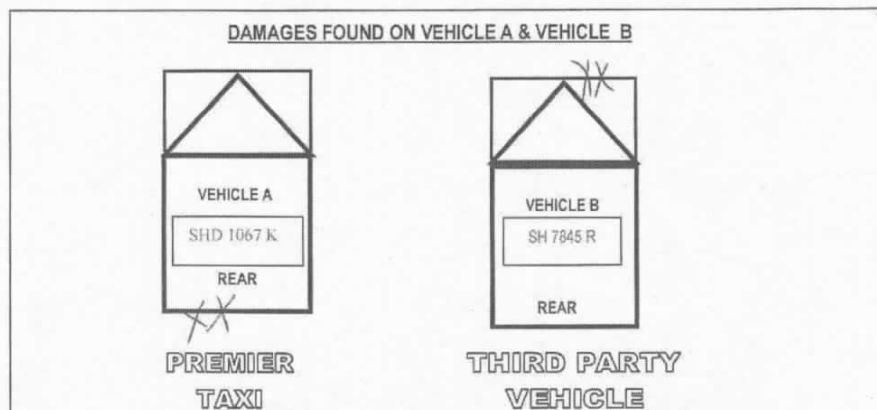 DAMAGES FOUND ON VEHICLE A & VEHICLE B
VEHICLE A
SHD 1067 K
REAR
PREMIER
TAXI
VEHICLE B
SH 7845 R
REAR
THIRD PARTY
VEHICLE